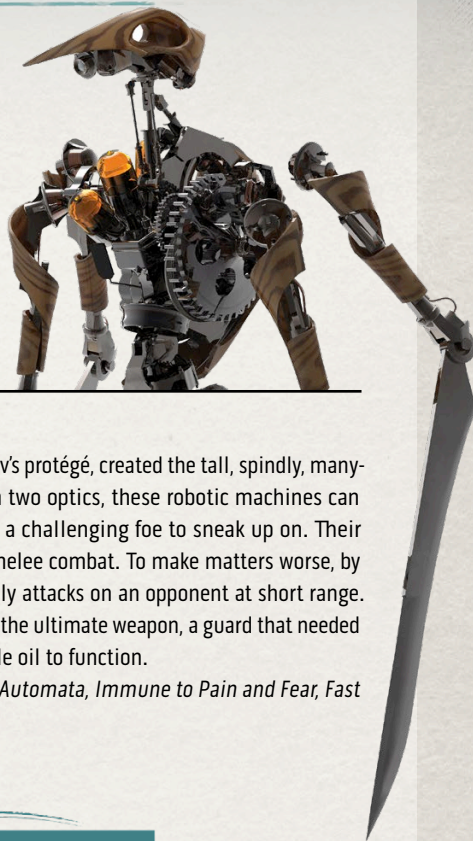 v's protégé, created the tall, spindly, many-
two optics, these robotic machines can
a challenging foe to sneak up on. Their
melee combat. To make matters worse, by
ly attacks on an opponent at short range.
the ultimate weapon, a guard that needed
le oil to function.
Automata, Immune to Pain and Fear, Fast